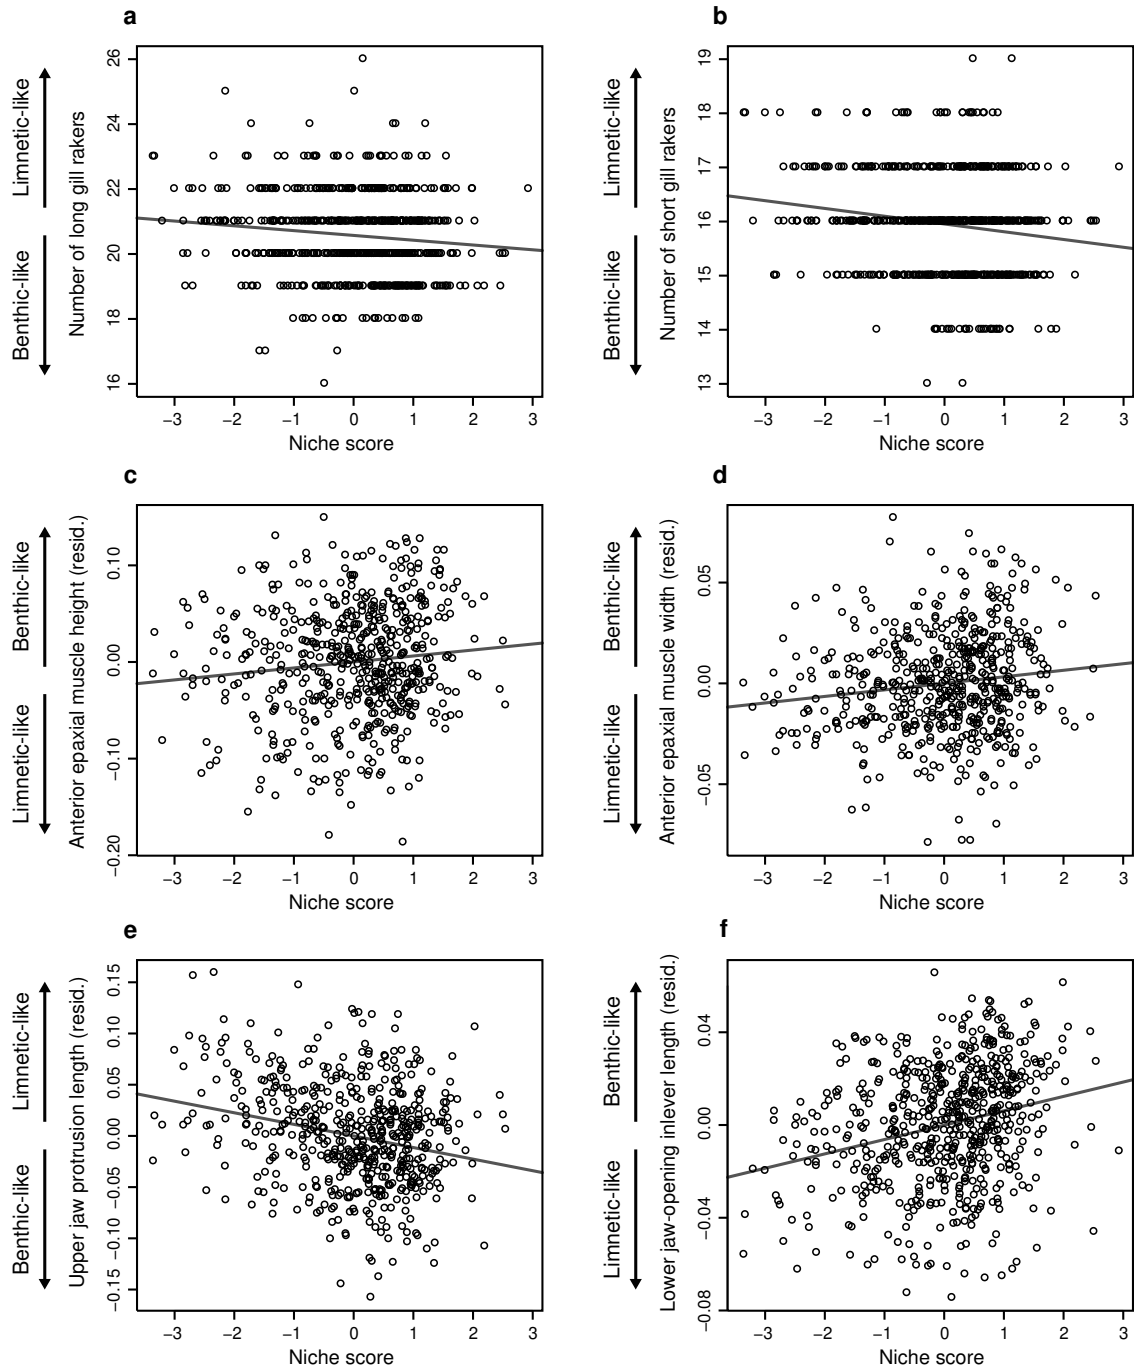 a
Limnetic-like
Benthic-like
Number of long gill rakers
26
24
22
20
18
16
−3 −2 −1 0 1 2 3
Niche score
b
Limnetic-like
Benthic-like
Number of short gill rakers
19
18
17
16
15
14
13
−3 −2 −1 0 1 2 3
Niche score
c
Benthic-like
Limnetic-like
Anterior epaxial muscle height (resid.)
0.10
0.00
−0.10
−0.20
−3 −2 −1 0 1 2 3
Niche score
d
Benthic-like
Limnetic-like
Anterior epaxial muscle width (resid.)
0.05
0.00
−0.05
−3 −2 −1 0 1 2 3
Niche score
e
Limnetic-like
Benthic-like
Upper jaw protrusion length (resid.)
0.15
0.10
0.05
0.00
−0.05
−0.10
−0.15
−3 −2 −1 0 1 2 3
Niche score
f
Benthic-like
Limnetic-like
Lower jaw-opening inlever length (resid.)
0.04
0.00
−0.04
−0.08
−3 −2 −1 0 1 2 3
Niche score